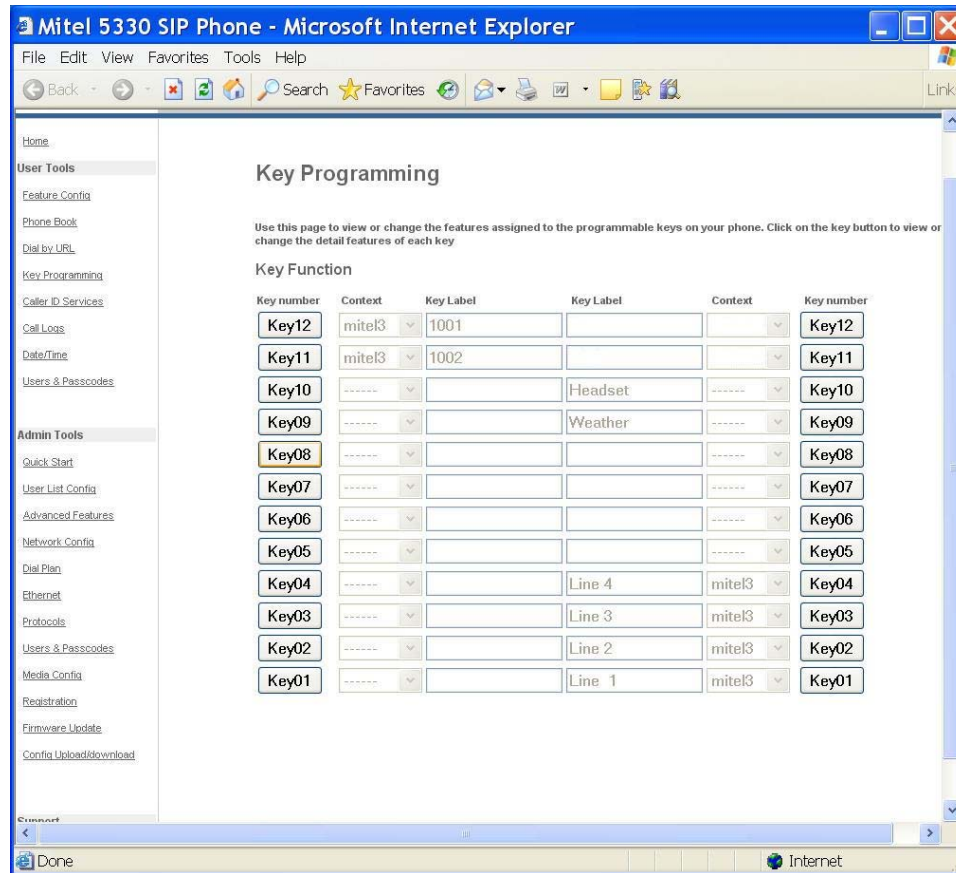 Mitel 5330 SIP Phone - Microsoft Internet Explorer
File Edit View Favorites Tools Help
Back Search Favorites Link
Home
User Tools
Feature Config
Phone Book
Dial by URL
Key Programming
Caller ID Services
Call Logs
Date/Time
Users & Passcodes
Admin Tools
Quick Start
User List Config
Advanced Features
Network Config
Dial Plan
Ethernet
Protocols
Users & Passcodes
Media Config
Registration
Firmware Update
Config Upload/download
Support
Key Programming
Use this page to view or change the features assigned to the programmable keys on your phone. Click on the key button to view or
change the detail features of each key
Key Function
Key number Context Key Label Key Label Context Key number
Key12 mitel3 1001 Key12
Key11 mitel3 1002 Key11
Key10 ------ Headset ------ Key10
Key09 ------ Weather ------ Key09
Key08 ------ ------ Key08
Key07 ------ ------ Key07
Key06 ------ ------ Key06
Key05 ------ ------ Key05
Key04 ------ Line 4 mitel3 Key04
Key03 ------ Line 3 mitel3 Key03
Key02 ------ Line 2 mitel3 Key02
Key01 ------ Line 1 mitel3 Key01
Done Internet